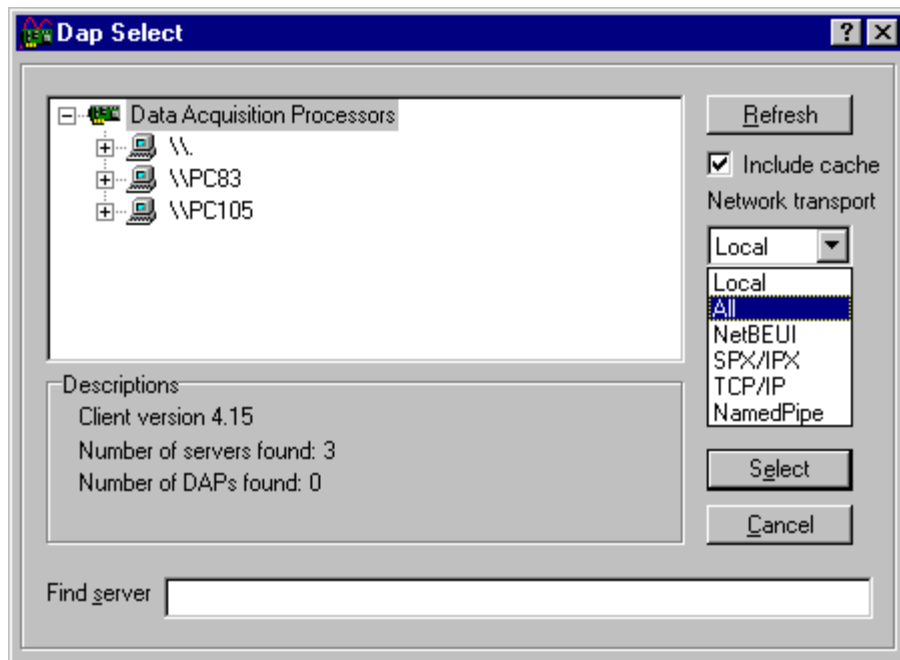 Dap Select
Data Acquisition Processors
\\.
\\PC83
\\PC105
Refresh
Include cache
Network transport
Local
Local
All
NetBEUI
SPX/IPX
TCP/IP
NamedPipe
Descriptions
Client version 4.15
Number of servers found: 3
Number of DAPs found: 0
Select
Cancel
Find server